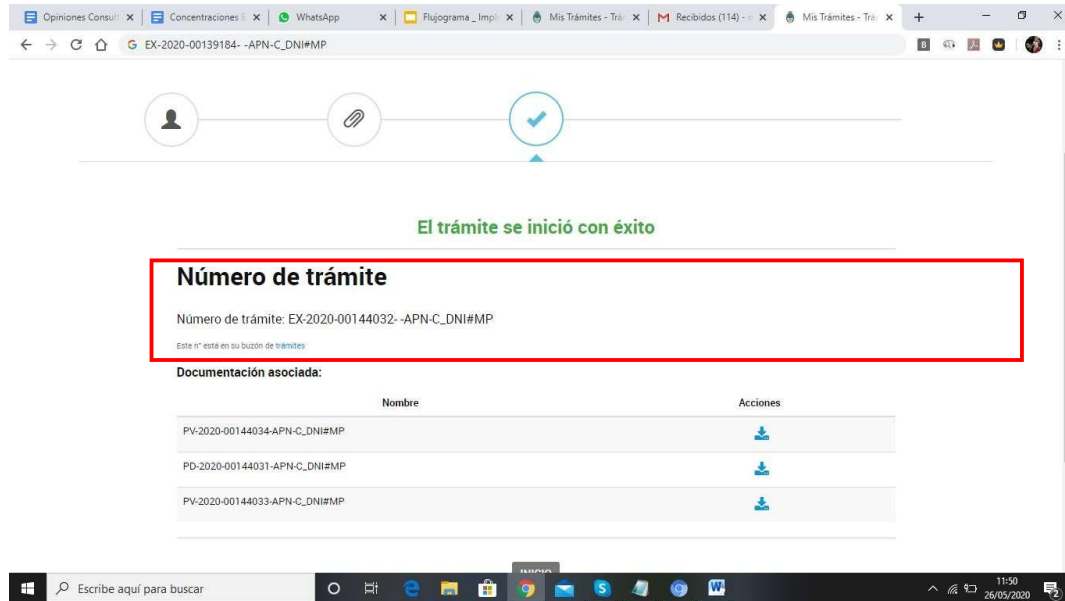 Opiniones Consult
Concentraciones E
WhatsApp
Flujograma _ Impl
Mis Trámites - Trá
Recibidos (114) -
Mis Trámites - Trá
EX-2020-00139184- -APN-C_DNI#MP
El trámite se inició con éxito
Número de trámite
Número de trámite: EX-2020-00144032- -APN-C_DNI#MP
Este n° está en su buzón de trámites
Documentación asociada:
Nombre Acciones
PV-2020-00144034-APN-C_DNI#MP
PD-2020-00144031-APN-C_DNI#MP
PV-2020-00144033-APN-C_DNI#MP
INICIO
Escribe aquí para buscar
11:50
26/05/2020